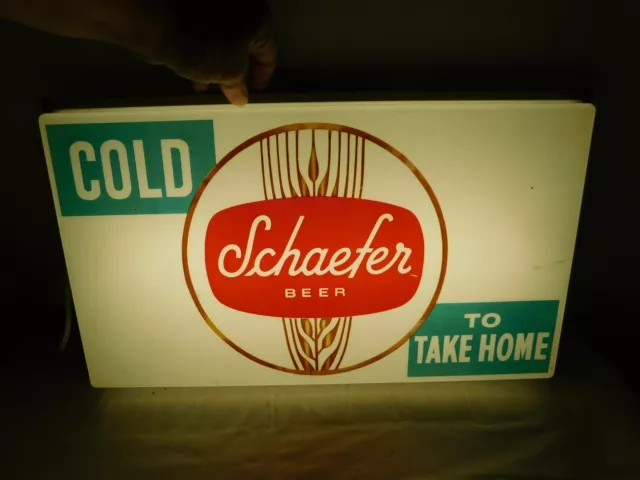 COLD
Schaefer
BEER
TO
TAKE HOME